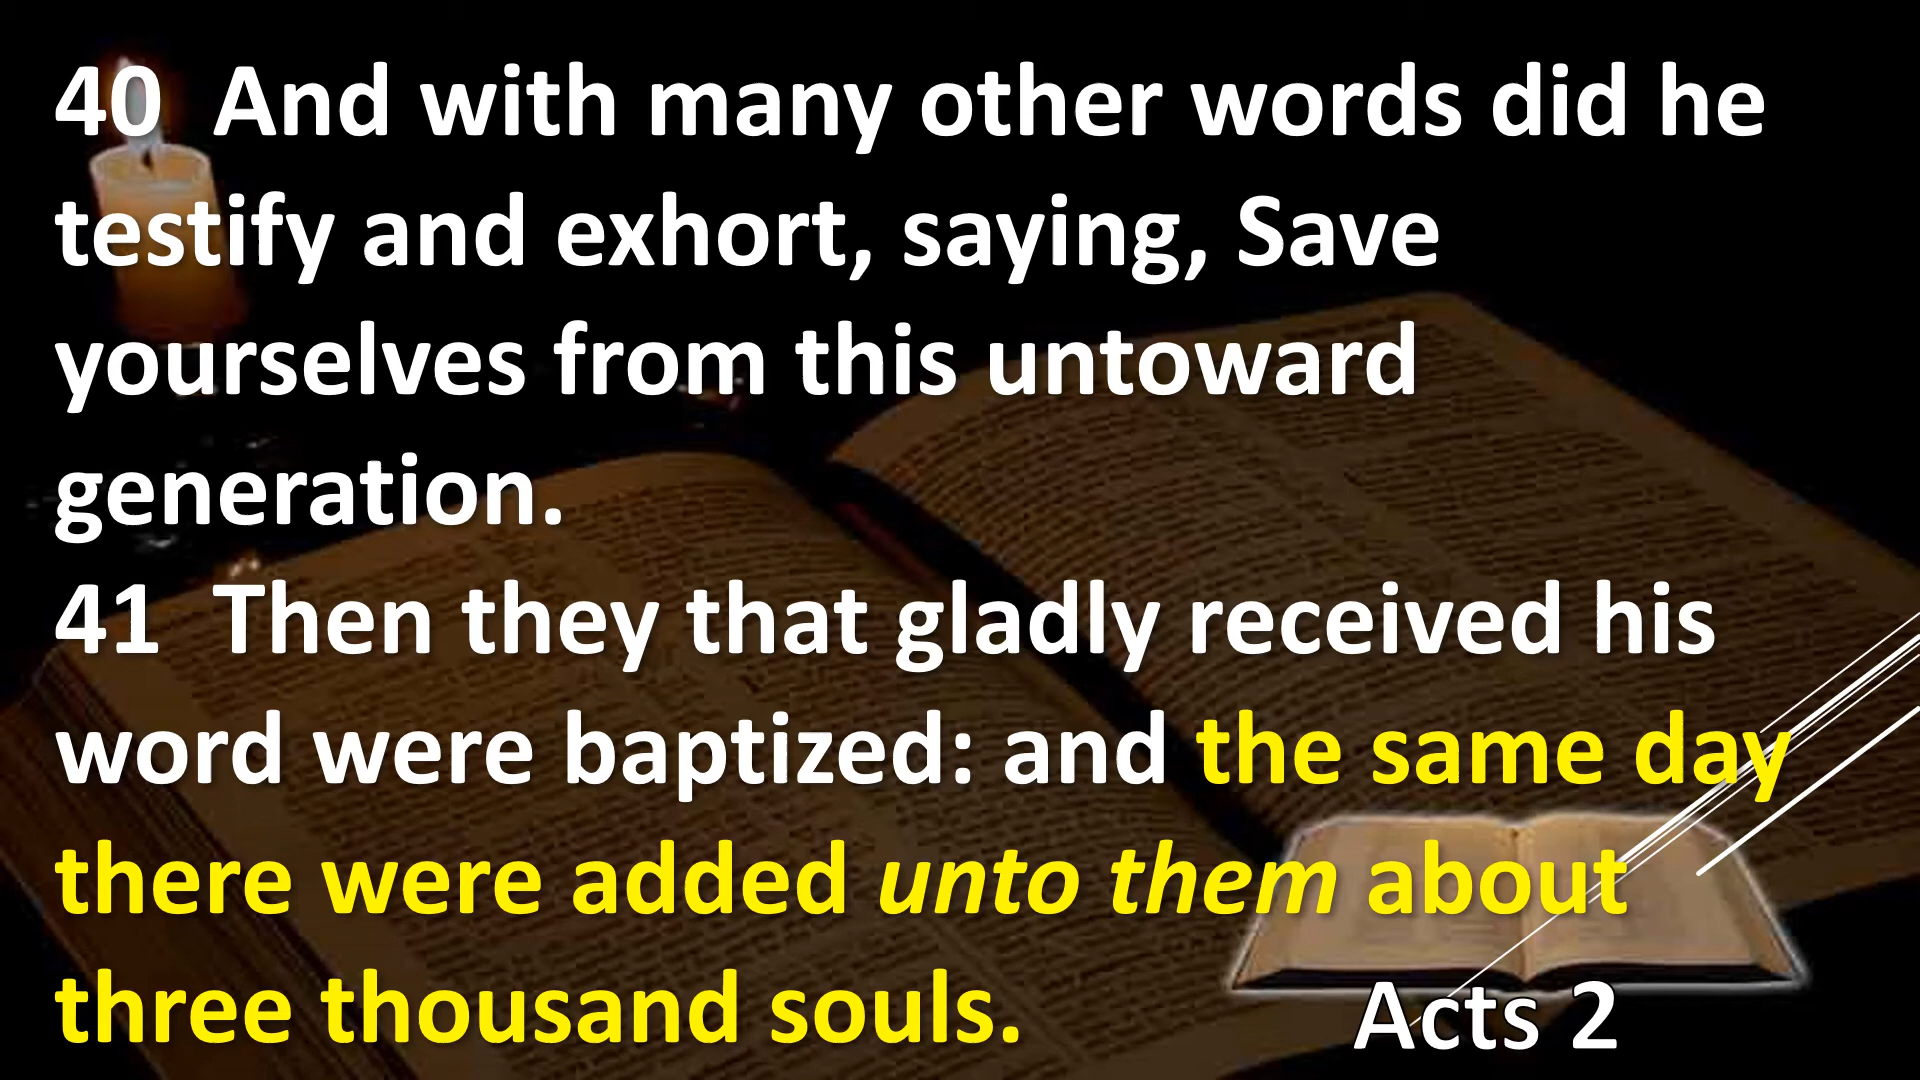 40  And with many other words did he
testify and exhort, saying, Save
yourselves from this untoward
generation.
41  Then they that gladly received his
word were baptized: and the same day
there were added unto them about
three thousand souls.
Acts 2